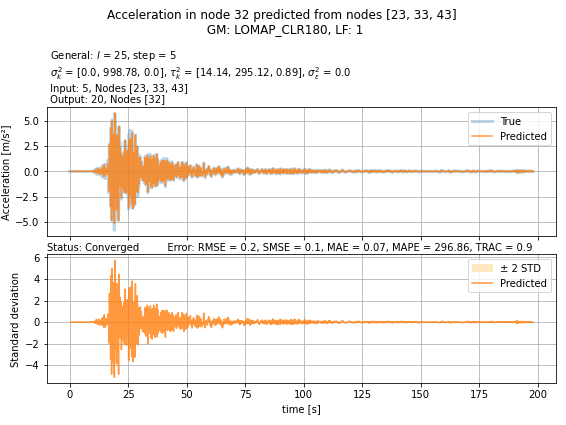 Acceleration in node 32 predicted from nodes [23, 33, 43]
GM: LOMAP_CLR180, LF: 1
General: l = 25, step = 5
σ²ₖ = [0.0, 998.78, 0.0], τ²ₖ = [14.14, 295.12, 0.89], σ²ε = 0.0
Input: 5, Nodes [23, 33, 43]
Output: 20, Nodes [32]
5.0
2.5
0.0
−2.5
−5.0
Acceleration [m/s²]
True
Predicted
Status: Converged Error: RMSE = 0.2, SMSE = 0.1, MAE = 0.07, MAPE = 296.86, TRAC = 0.9
6
4
2
0
−2
−4
Standard deviation
± 2 STD
Predicted
0 25 50 75 100 125 150 175 200
time [s]